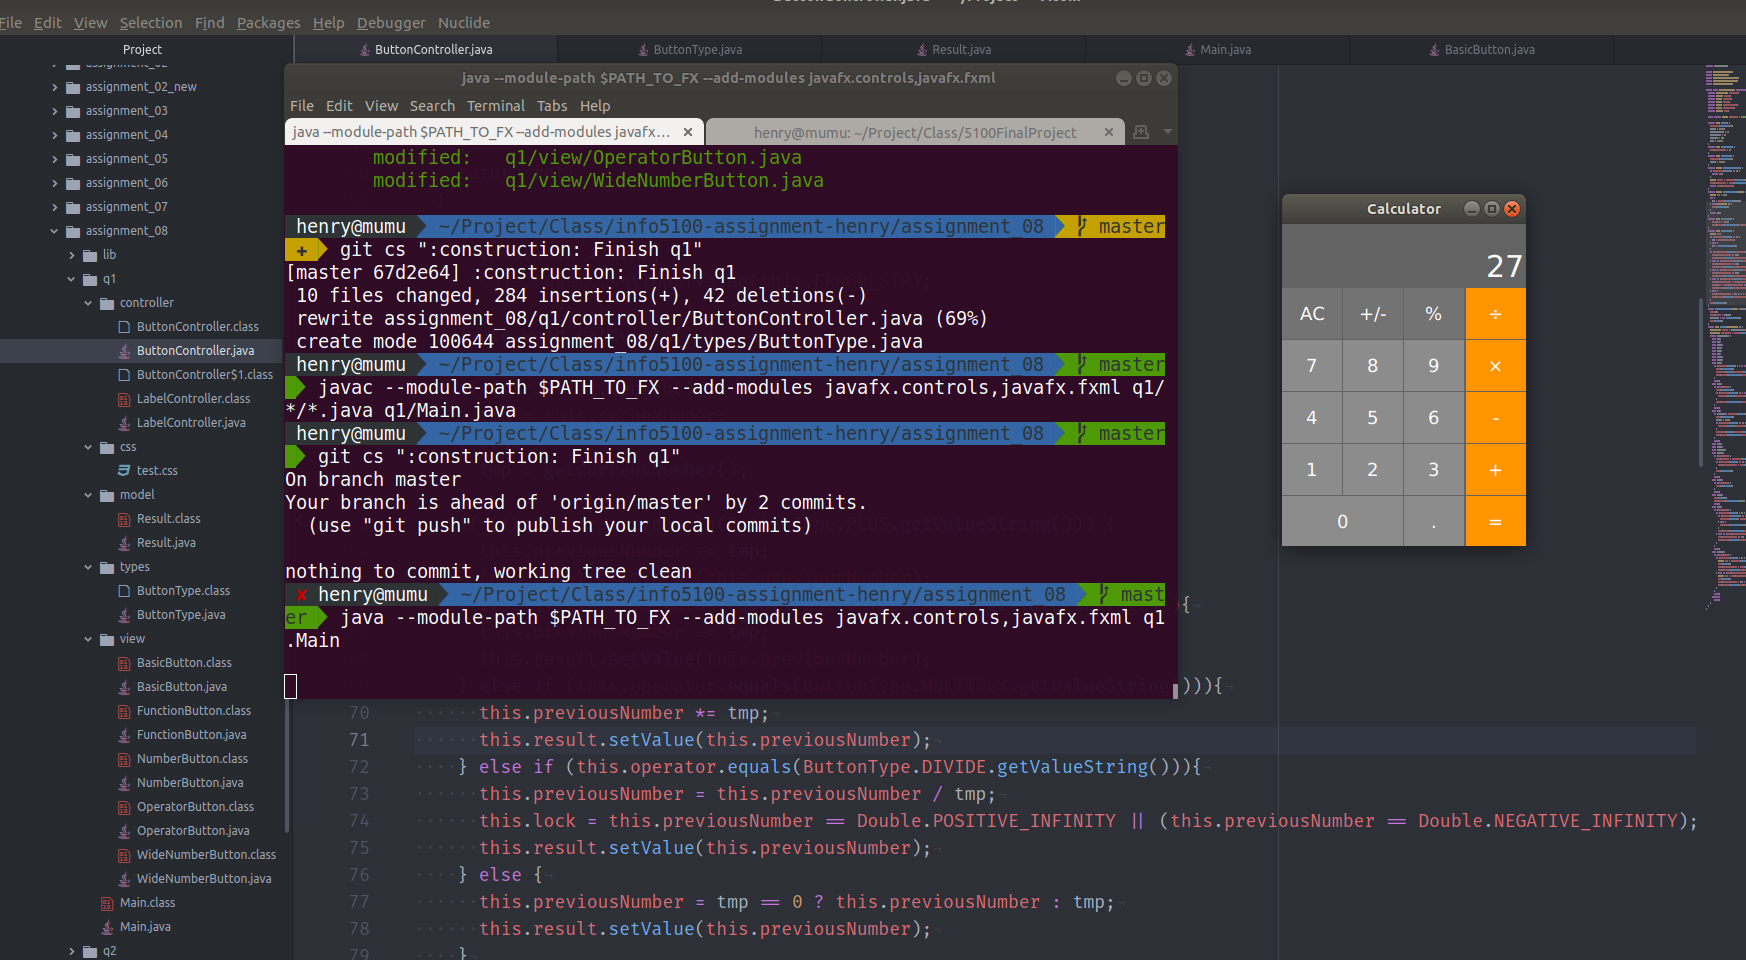 File Edit View Selection Find Packages Help Debugger Nuclide
Project
ButtonController.java
ButtonType.java
Result.java
Main.java
BasicButton.java
assignment_02
assignment_02_new
assignment_03
assignment_04
assignment_05
assignment_06
assignment_07
assignment_08
lib
q1
controller
ButtonController.class
ButtonController.java
ButtonController$1.class
LabelController.class
LabelController.java
css
test.css
model
Result.class
Result.java
types
ButtonType.class
ButtonType.java
view
BasicButton.class
BasicButton.java
FunctionButton.class
FunctionButton.java
NumberButton.class
NumberButton.java
OperatorButton.class
OperatorButton.java
WideNumberButton.class
WideNumberButton.java
Main.class
Main.java
q2
java --module-path $PATH_TO_FX --add-modules javafx.controls,javafx.fxml
File Edit View Search Terminal Tabs Help
java --module-path $PATH_TO_FX --add-modules javafx... ×
henry@mumu: ~/Project/Class/5100FinalProject ×
modified: q1/view/OperatorButton.java
modified: q1/view/WideNumberButton.java
henry@mumu ~/Project/Class/info5100-assignment-henry/assignment_08 master
+ git cs ":construction: Finish q1"
[master 67d2e64] :construction: Finish q1
10 files changed, 284 insertions(+), 42 deletions(-)
rewrite assignment_08/q1/controller/ButtonController.java (69%)
create mode 100644 assignment_08/q1/types/ButtonType.java
henry@mumu ~/Project/Class/info5100-assignment-henry/assignment_08 master
javac --module-path $PATH_TO_FX --add-modules javafx.controls,javafx.fxml q1/
*/*.java q1/Main.java
henry@mumu ~/Project/Class/info5100-assignment-henry/assignment_08 master
git cs ":construction: Finish q1"
On branch master
Your branch is ahead of 'origin/master' by 2 commits.
(use "git push" to publish your local commits)
nothing to commit, working tree clean
✘ henry@mumu ~/Project/Class/info5100-assignment-henry/assignment_08 mast
er java --module-path $PATH_TO_FX --add-modules javafx.controls,javafx.fxml q1
.Main
{
))){
70 this.previousNumber *= tmp;
71 this.result.setValue(this.previousNumber);
72 } else if (this.operator.equals(ButtonType.DIVIDE.getValueString())){
73 this.previousNumber = this.previousNumber / tmp;
74 this.lock = this.previousNumber == Double.POSITIVE_INFINITY || (this.previousNumber == Double.NEGATIVE_INFINITY);
75 this.result.setValue(this.previousNumber);
76 } else {
77 this.previousNumber = tmp == 0 ? this.previousNumber : tmp;
78 this.result.setValue(this.previousNumber);
79 }
Calculator
27
AC +/- % ÷
7 8 9 ×
4 5 6 -
1 2 3 +
0 . =